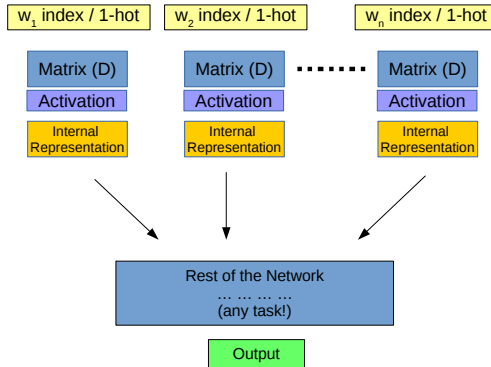 w1 index / 1-hot
w2 index / 1-hot
wn index / 1-hot
Matrix (D)
Matrix (D)
Matrix (D)
Activation
Activation
Activation
Internal
Representation
Internal
Representation
Internal
Representation
Rest of the Network
... ... ... ...
(any task!)
Output